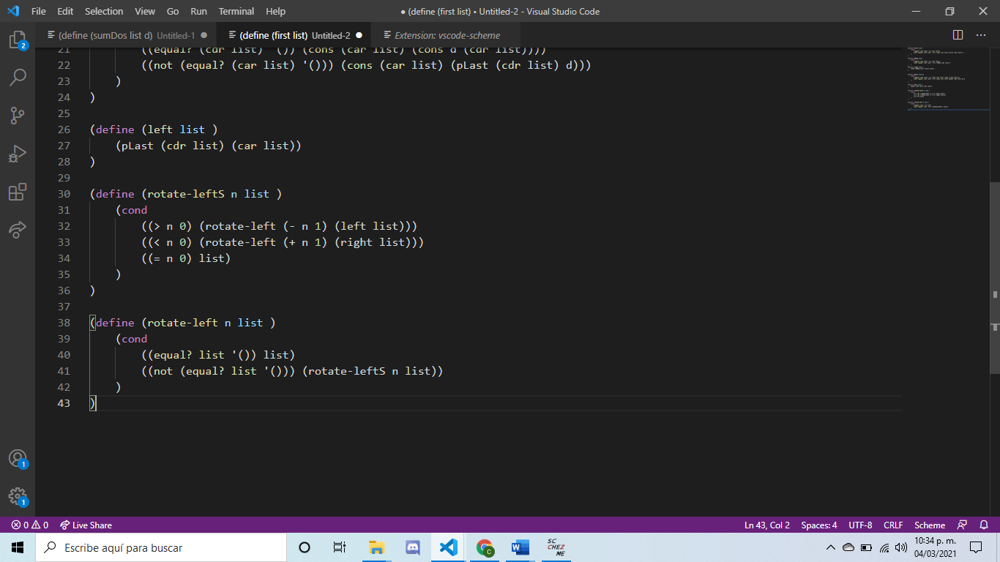 File Edit Selection View Go Run Terminal Help
● (define (first list) • Untitled-2 - Visual Studio Code
(define (sumDos list d) Untitled-1 ●
(define (first list) Untitled-2 ●
Extension: vscode-scheme
21 ((equal? (cdr list) '()) (cons (car list) (cons d (cdr list))))
22 ((not (equal? (car list) '())) (cons (car list) (pLast (cdr list) d)))
23 )
24 )
25
26 (define (left list )
27 (pLast (cdr list) (car list))
28 )
29
30 (define (rotate-leftS n list )
31 (cond
32 ((> n 0) (rotate-left (- n 1) (left list)))
33 ((< n 0) (rotate-left (+ n 1) (right list)))
34 ((= n 0) list)
35 )
36 )
37
38 (define (rotate-left n list )
39 (cond
40 ((equal? list '()) list)
41 ((not (equal? list '())) (rotate-leftS n list))
42 )
43 )
2
1
1
0 0 Live Share
Ln 43, Col 2 Spaces: 4 UTF-8 CRLF Scheme
Escribe aquí para buscar
C
SC
CHEZ
ME
10:34 p. m.
04/03/2021